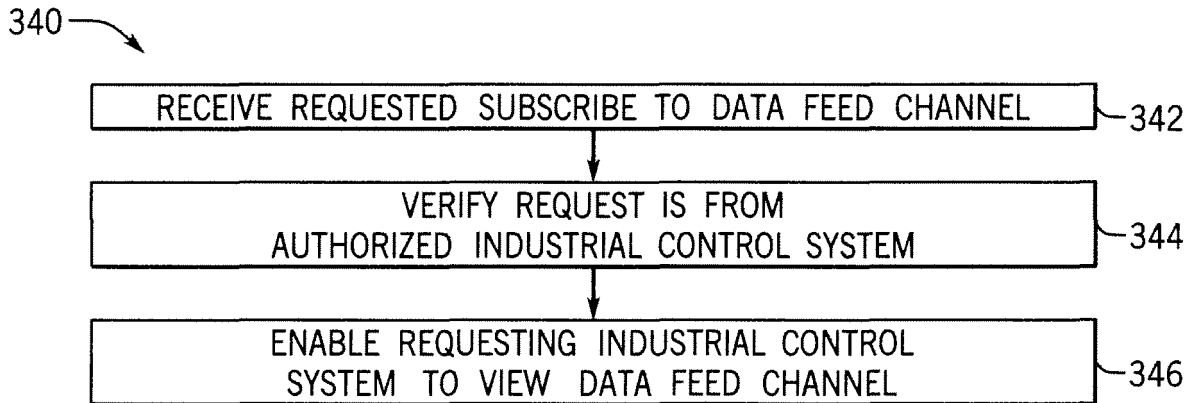 340
RECEIVE REQUESTED SUBSCRIBE TO DATA FEED CHANNEL
342
VERIFY REQUEST IS FROM
AUTHORIZED INDUSTRIAL CONTROL SYSTEM
344
ENABLE REQUESTING INDUSTRIAL CONTROL
SYSTEM TO VIEW DATA FEED CHANNEL
346